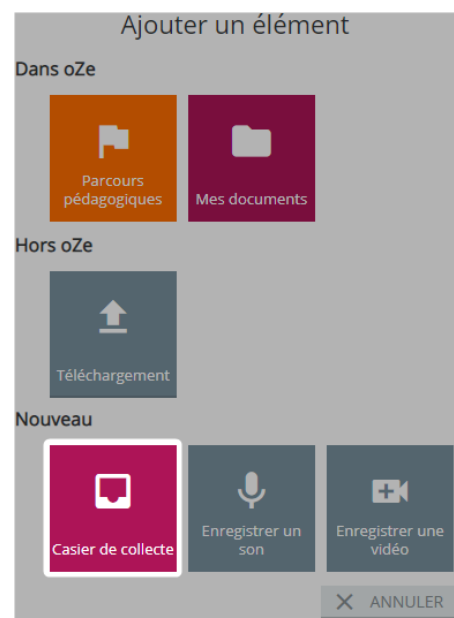 Ajouter un élément
Dans oZe
Parcours
pédagogiques
Mes documents
Hors oZe
Téléchargement
Nouveau
Casier de collecte
Enregistrer un
son
Enregistrer une
vidéo
ANNULER